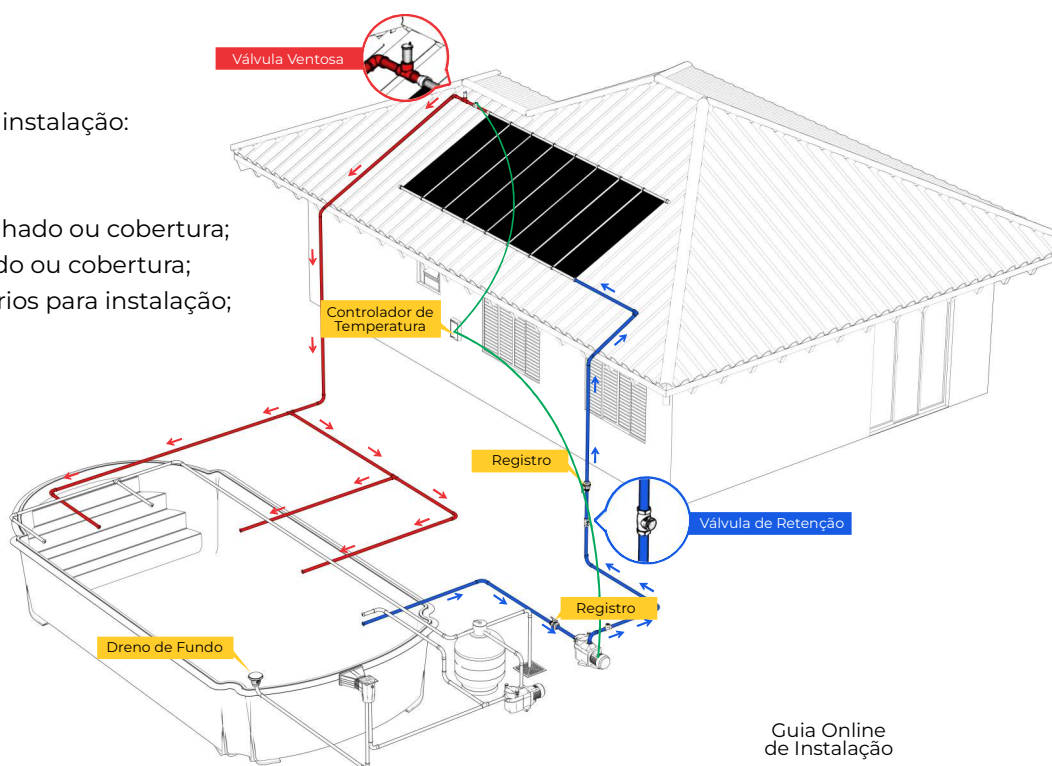 Válvula Ventosa
instalação:
hado ou cobertura;
do ou cobertura;
rios para instalação;
Controlador de
Temperatura
Registro
Válvula de Retenção
Registro
Dreno de Fundo
Guia Online
de Instalação